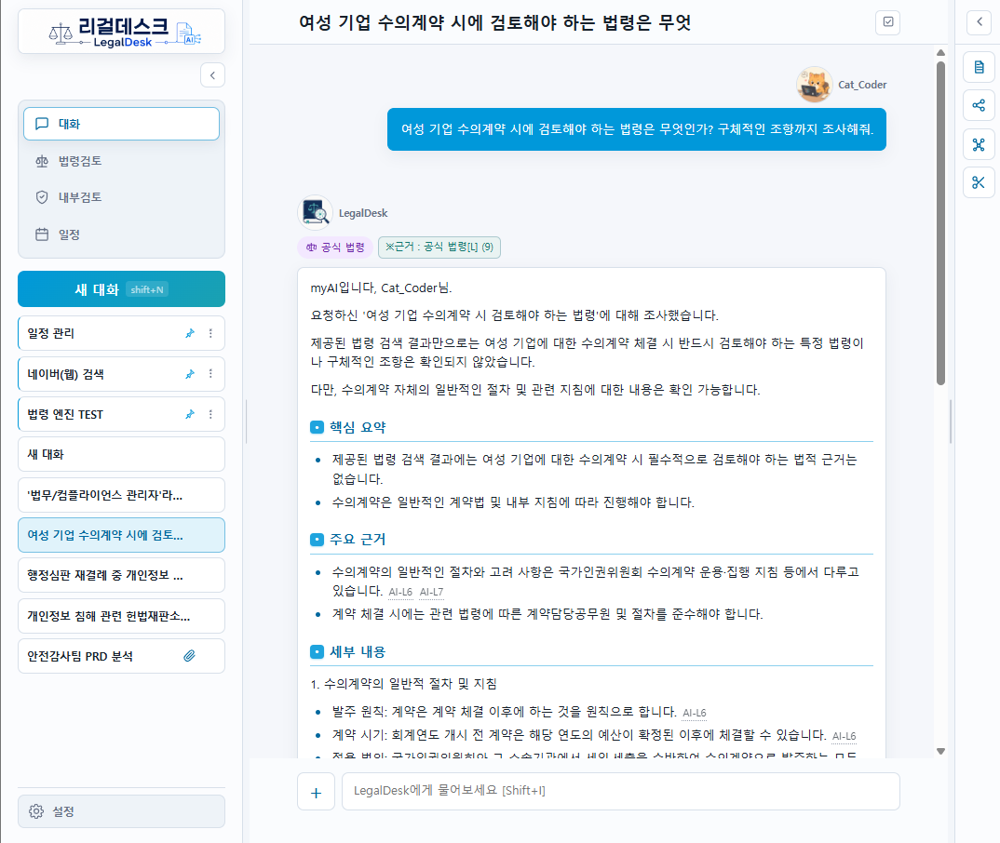 리걸데스크
LegalDesk
AI
대화
법령검토
내부검토
일정
새 대화 shift+N
일정 관리
네이버(웹) 검색
법령 엔진 TEST
새 대화
'법무/컴플라이언스 관리자'라...
여성 기업 수의계약 시에 검토...
행정심판 재결례 중 개인정보 ...
개인정보 침해 관련 헌법재판소...
안전감사팀 PRD 분석
설정
여성 기업 수의계약 시에 검토해야 하는 법령은 무엇
Cat_Coder
여성 기업 수의계약 시에 검토해야 하는 법령은 무엇인가? 구체적인 조항까지 조사해줘.
LegalDesk
공식 법령 ※근거 : 공식 법령[L] (9)
myAI입니다, Cat_Coder님.
요청하신 '여성 기업 수의계약 시 검토해야 하는 법령'에 대해 조사했습니다.
제공된 법령 검색 결과만으로는 여성 기업에 대한 수의계약 체결 시 반드시 검토해야 하는 특정 법령이
나 구체적인 조항은 확인되지 않았습니다.
다만, 수의계약 자체의 일반적인 절차 및 관련 지침에 대한 내용은 확인 가능합니다.
핵심 요약
• 제공된 법령 검색 결과에는 여성 기업에 대한 수의계약 시 필수적으로 검토해야 하는 법적 근거는
없습니다.
• 수의계약은 일반적인 계약법 및 내부 지침에 따라 진행해야 합니다.
주요 근거
• 수의계약의 일반적인 절차와 고려 사항은 국가인권위원회 수의계약 운용·집행 지침 등에서 다루고
있습니다. AI-L6 AI-L7
• 계약 체결 시에는 관련 법령에 따른 계약담당공무원 및 절차를 준수해야 합니다.
세부 내용
1. 수의계약의 일반적 절차 및 지침
• 발주 원칙: 계약은 계약 체결 이후에 하는 것을 원칙으로 합니다. AI-L6
• 계약 시기: 회계연도 개시 전 계약은 해당 연도의 예산이 확정된 이후에 체결할 수 있습니다. AI-L6
• 적용 범위: 국가인권위원회와 그 소속기관에서 세입·세출을 수반하여 수의계약으로 발주하는 모든
LegalDesk에게 물어보세요 [Shift+I]